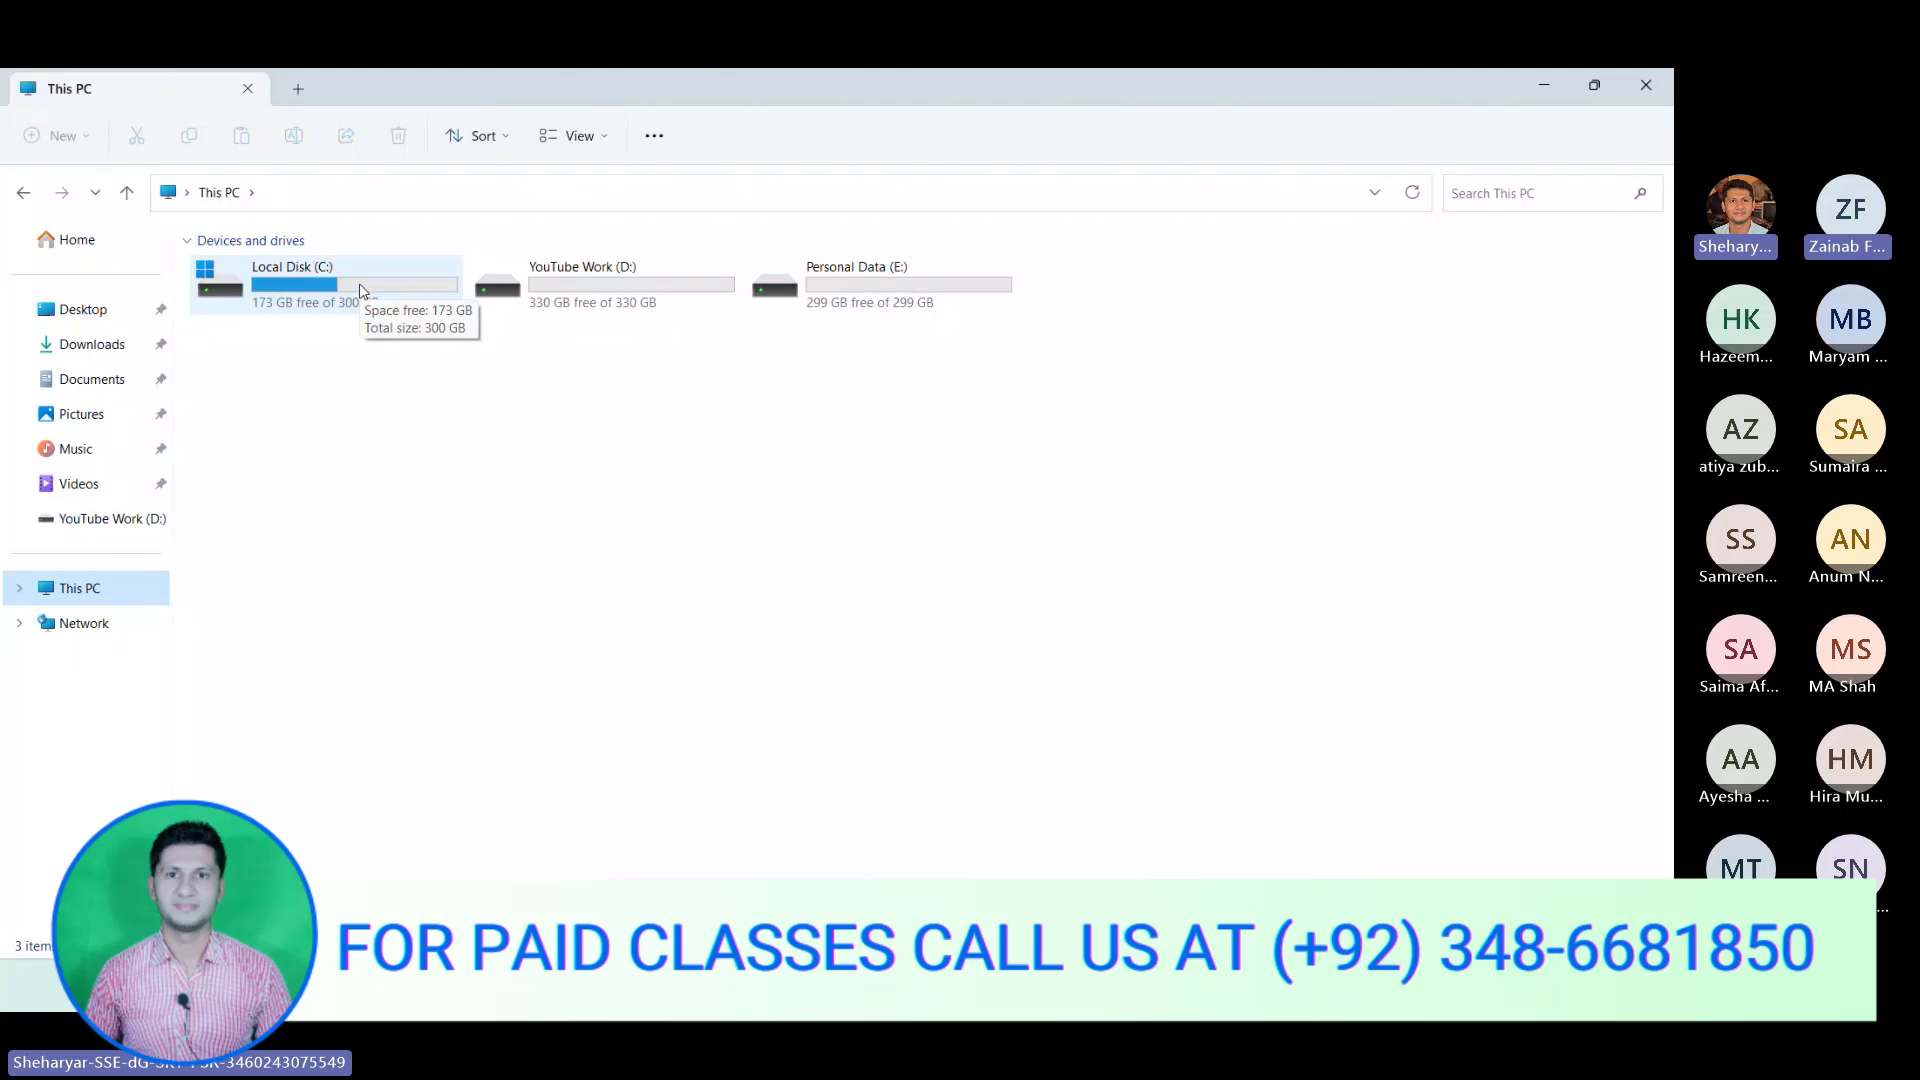 This PC
New
Sort
View
This PC
Search This PC
Home
Desktop
Downloads
Documents
Pictures
Music
Videos
YouTube Work (D:)
This PC
Network
Devices and drives
Local Disk (C:)
173 GB free of 300
Space free: 173 GB
Total size: 300 GB
YouTube Work (D:)
330 GB free of 330 GB
Personal Data (E:)
299 GB free of 299 GB
Shehary...
ZF
Zainab F...
HK
Hazeem...
MB
Maryam ...
AZ
atiya zub...
SA
Sumaira ...
SS
Samreen...
AN
Anum N...
SA
Saima Af...
MS
MA Shah
AA
Ayesha ...
HM
Hira Mu...
MT
SN
3 item
FOR PAID CLASSES CALL US AT (+92) 348-6681850